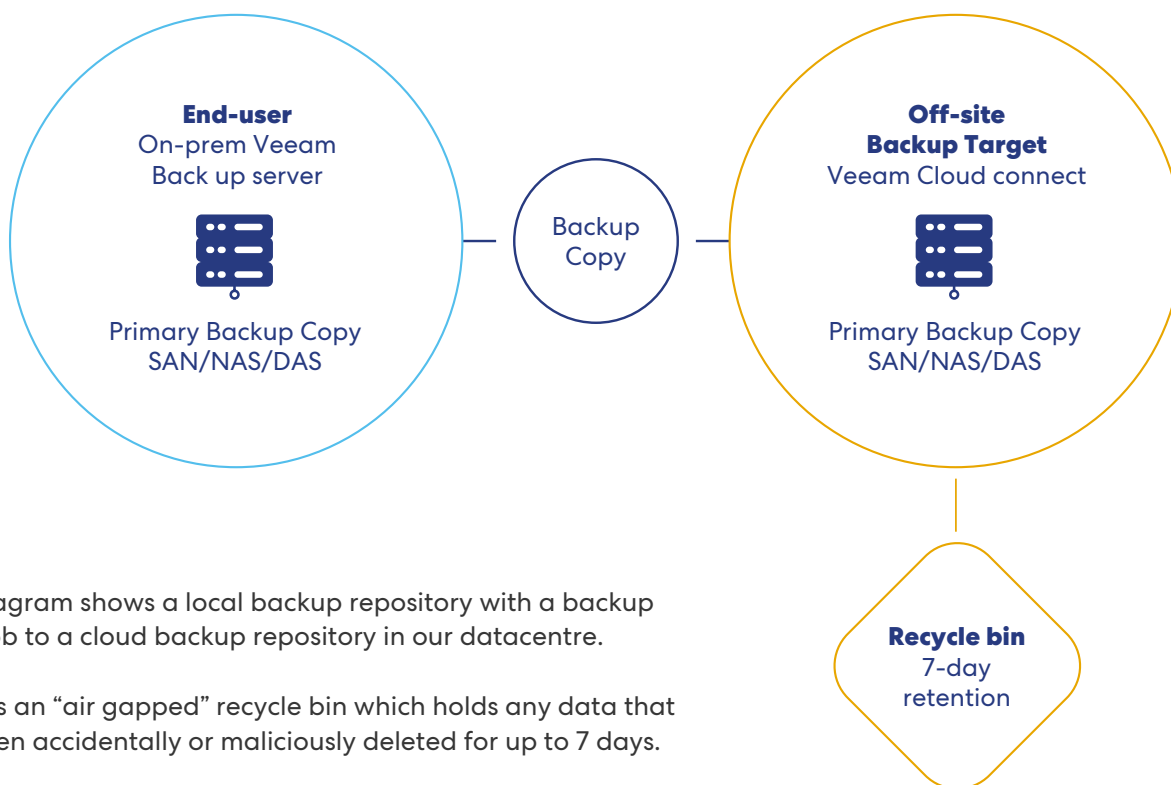 End-user
On-prem Veeam
Back up server
Primary Backup Copy
SAN/NAS/DAS
Backup
Copy
Off-site
Backup Target
Veeam Cloud connect
Primary Backup Copy
SAN/NAS/DAS
agram shows a local backup repository with a backup
b to a cloud backup repository in our datacentre.
s an “air gapped” recycle bin which holds any data that
en accidentally or maliciously deleted for up to 7 days.
Recycle bin
7-day
retention